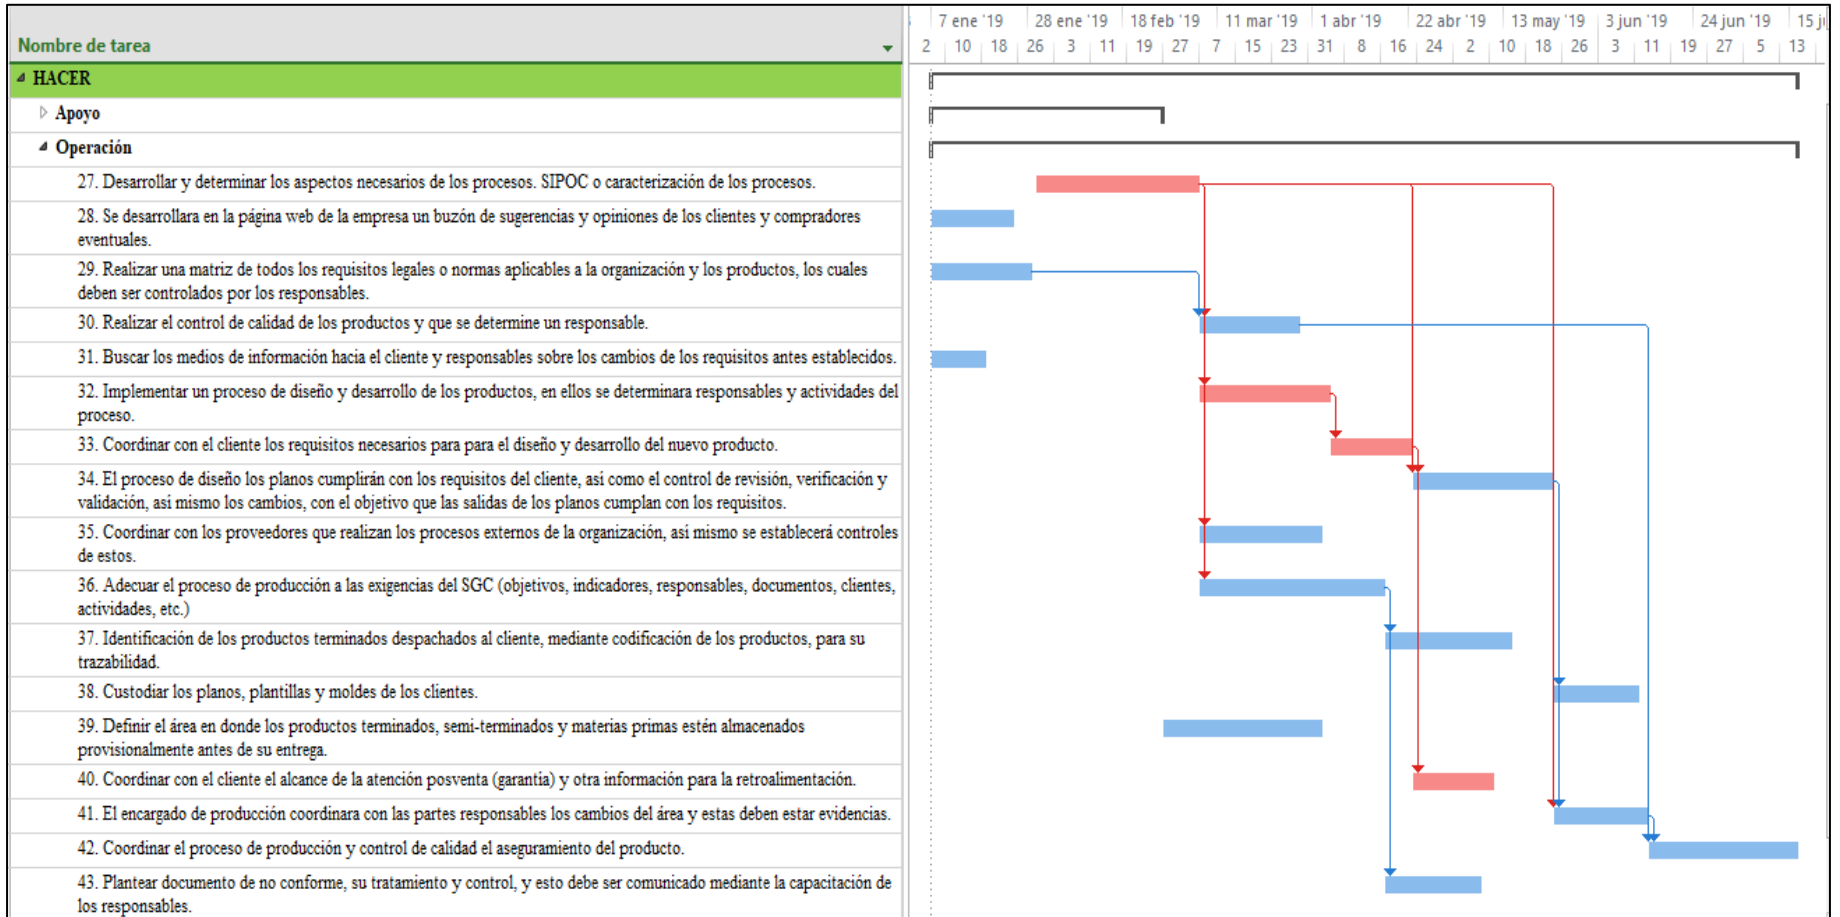 7 ene '19 28 ene '19 18 feb '19 11 mar '19 1 abr '19 22 abr '19 13 may '19 3 jun '19 24 jun '19
Nombre de tarea
2 10 18 26 3 11 19 27 7 15 23 31 8 16 24 2 10 18 26 3 11 19 27 5 13
HACER
Apoyo
Operación
27. Desarrollar y determinar los aspectos necesarios de los procesos. SIPOC o caracterización de los procesos.
28. Se desarrollara en la página web de la empresa un buzón de sugerencias y opiniones de los clientes y compradores
eventuales.
29. Realizar una matriz de todos los requisitos legales o normas aplicables a la organización y los productos, los cuales
deben ser controlados por los responsables.
30. Realizar el control de calidad de los productos y que se determine un responsable.
31. Buscar los medios de información hacia el cliente y responsables sobre los cambios de los requisitos antes establecidos.
32. Implementar un proceso de diseño y desarrollo de los productos, en ellos se determinara responsables y actividades del
proceso.
33. Coordinar con el cliente los requisitos necesarios para para el diseño y desarrollo del nuevo producto.
34. El proceso de diseño los planos cumplirán con los requisitos del cliente, así como el control de revisión, verificación y
validación, así mismo los cambios, con el objetivo que las salidas de los planos cumplan con los requisitos.
35. Coordinar con los proveedores que realizan los procesos externos de la organización, así mismo se establecerá controles
de estos.
36. Adecuar el proceso de producción a las exigencias del SGC (objetivos, indicadores, responsables, documentos, clientes,
actividades, etc.)
37. Identificación de los productos terminados despachados al cliente, mediante codificación de los productos, para su
trazabilidad.
38. Custodiar los planos, plantillas y moldes de los clientes.
39. Definir el área en donde los productos terminados, semi-terminados y materias primas estén almacenados
provisionalmente antes de su entrega.
40. Coordinar con el cliente el alcance de la atención posventa (garantía) y otra información para la retroalimentación.
41. El encargado de producción coordinara con las partes responsables los cambios del área y estas deben estar evidencias.
42. Coordinar el proceso de producción y control de calidad el aseguramiento del producto.
43. Plantear documento de no conforme, su tratamiento y control, y esto debe ser comunicado mediante la capacitación de
los responsables.